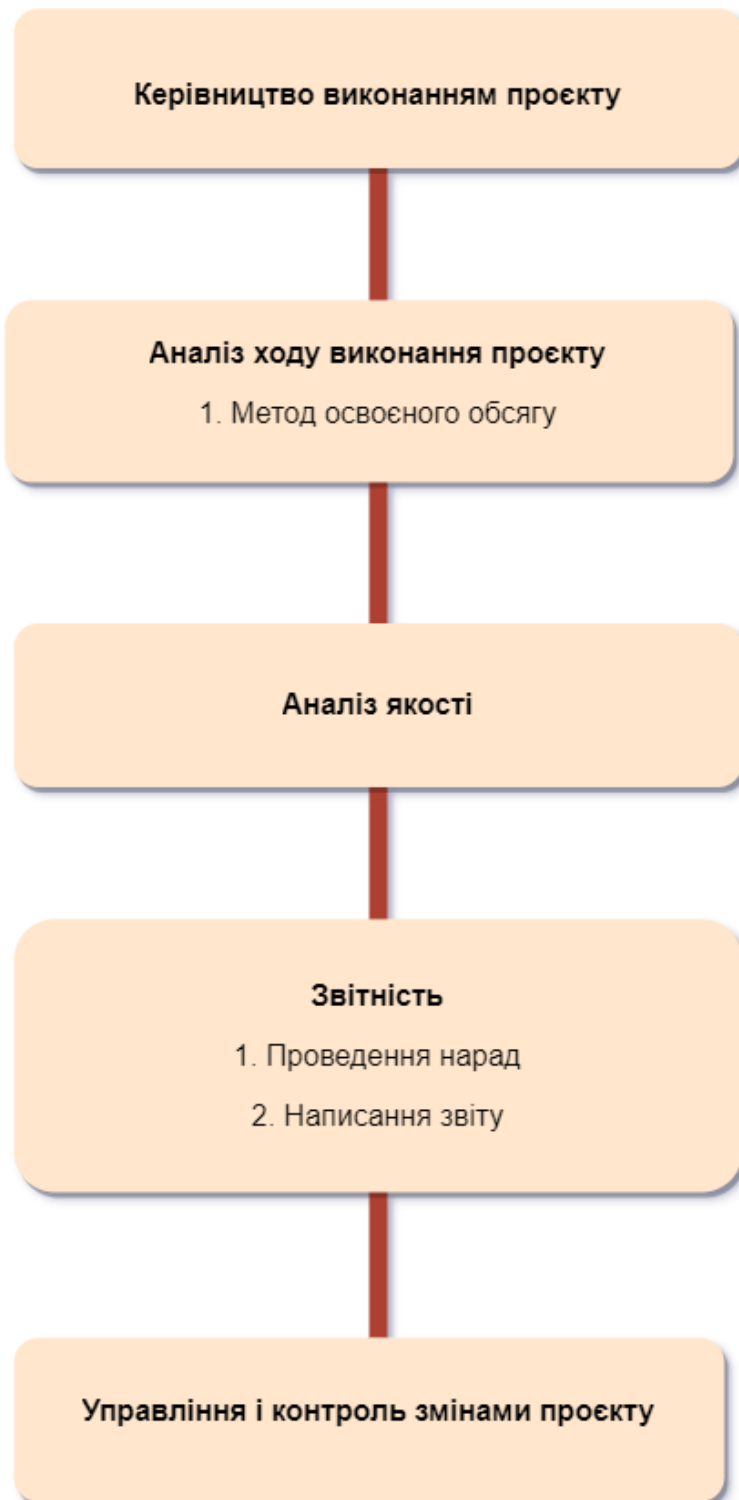 Керівництво виконанням проєкту
Аналіз ходу виконання проєкту
1. Метод освоєного обсягу
Аналіз якості
Звітність
1. Проведення нарад
2. Написання звіту
Управління і контроль змінами проєкту